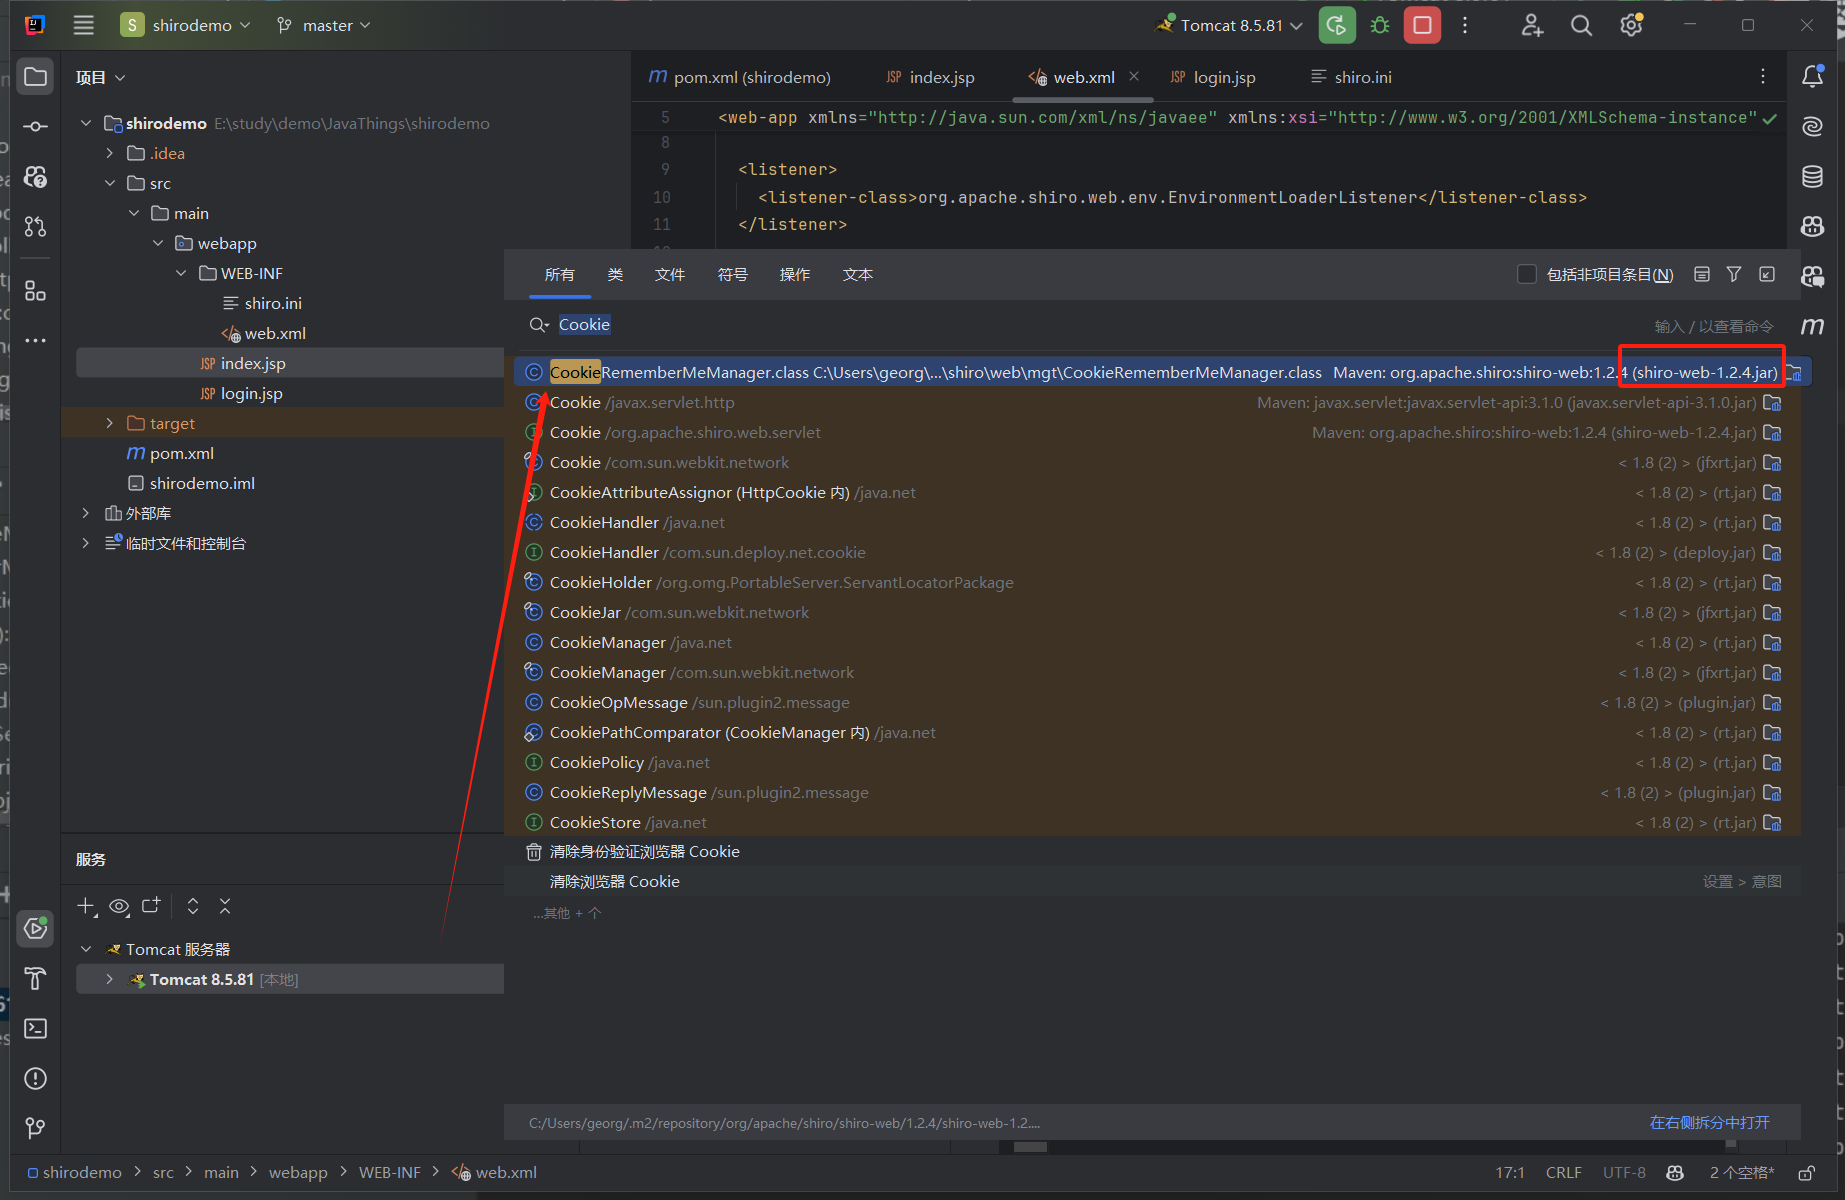 S shirodemo master Tomcat 8.5.81
项目
pom.xml (shirodemo) index.jsp web.xml login.jsp shiro.ini
shirodemo E:\study\demo\JavaThings\shirodemo
.idea
src
main
webapp
WEB-INF
shiro.ini
web.xml
index.jsp
login.jsp
target
pom.xml
shirodemo.iml
外部库
临时文件和控制台
5 <web-app xmlns="http://java.sun.com/xml/ns/javaee" xmlns:xsi="http://www.w3.org/2001/XMLSchema-instance"
8
9 <listener>
10 <listener-class>org.apache.shiro.web.env.EnvironmentLoaderListener</listener-class>
11 </listener>
所有 类 文件 符号 操作 文本 包括非项目条目(N)
Cookie 输入 / 以查看命令
CookieRememberMeManager.class C:\Users\georg\...\shiro\web\mgt\CookieRememberMeManager.class Maven: org.apache.shiro:shiro-web:1.2.4 (shiro-web-1.2.4.jar)
Cookie /javax.servlet.http Maven: javax.servlet:javax.servlet-api:3.1.0 (javax.servlet-api-3.1.0.jar)
Cookie /org.apache.shiro.web.servlet Maven: org.apache.shiro:shiro-web:1.2.4 (shiro-web-1.2.4.jar)
Cookie /com.sun.webkit.network < 1.8 (2) > (jfxrt.jar)
CookieAttributeAssignor (HttpCookie 内) /java.net < 1.8 (2) > (rt.jar)
CookieHandler /java.net < 1.8 (2) > (rt.jar)
CookieHandler /com.sun.deploy.net.cookie < 1.8 (2) > (deploy.jar)
CookieHolder /org.omg.PortableServer.ServantLocatorPackage < 1.8 (2) > (rt.jar)
CookieJar /com.sun.webkit.network < 1.8 (2) > (jfxrt.jar)
CookieManager /java.net < 1.8 (2) > (rt.jar)
CookieManager /com.sun.webkit.network < 1.8 (2) > (jfxrt.jar)
CookieOpMessage /sun.plugin2.message < 1.8 (2) > (plugin.jar)
CookiePathComparator (CookieManager 内) /java.net < 1.8 (2) > (rt.jar)
CookiePolicy /java.net < 1.8 (2) > (rt.jar)
CookieReplyMessage /sun.plugin2.message < 1.8 (2) > (plugin.jar)
CookieStore /java.net < 1.8 (2) > (rt.jar)
清除身份验证浏览器 Cookie
清除浏览器 Cookie 设置 > 意图
...其他 + 个
C:/Users/georg/.m2/repository/org/apache/shiro/shiro-web/1.2.4/shiro-web-1.2.... 在右侧拆分中打开
服务
Tomcat 服务器
Tomcat 8.5.81 [本地]
shirodemo > src > main > webapp > WEB-INF > web.xml 17:1 CRLF UTF-8 2 个空格*